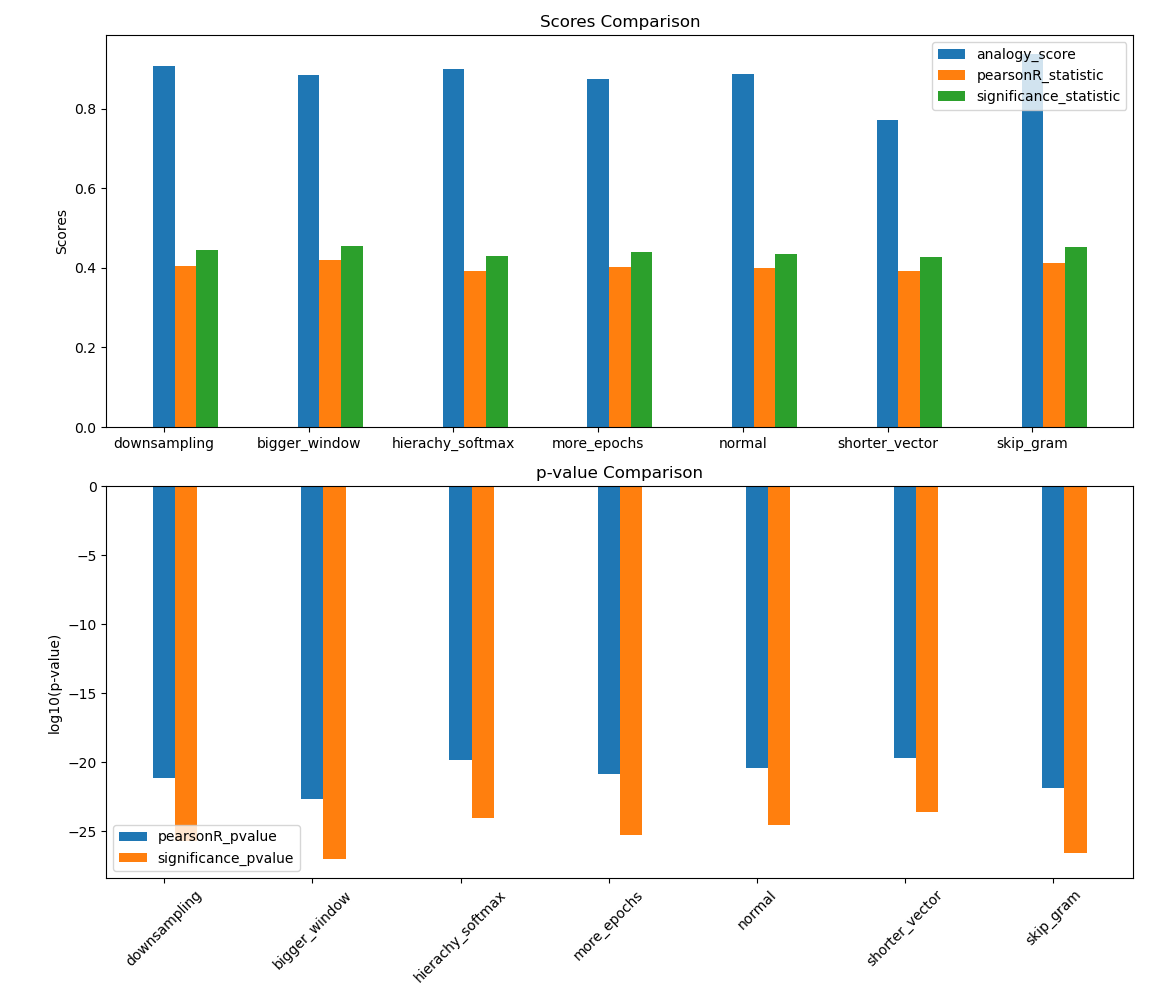 Scores Comparison
analogy_score
pearsonR_statistic
significance_statistic
Scores
0.8
0.6
0.4
0.2
0.0
downsampling bigger_window hierachy_softmax more_epochs normal shorter_vector skip_gram
p-value Comparison
log10(p-value)
0
−5
−10
−15
−20
−25
pearsonR_pvalue
significance_pvalue
downsampling bigger_window hierachy_softmax more_epochs normal shorter_vector skip_gram